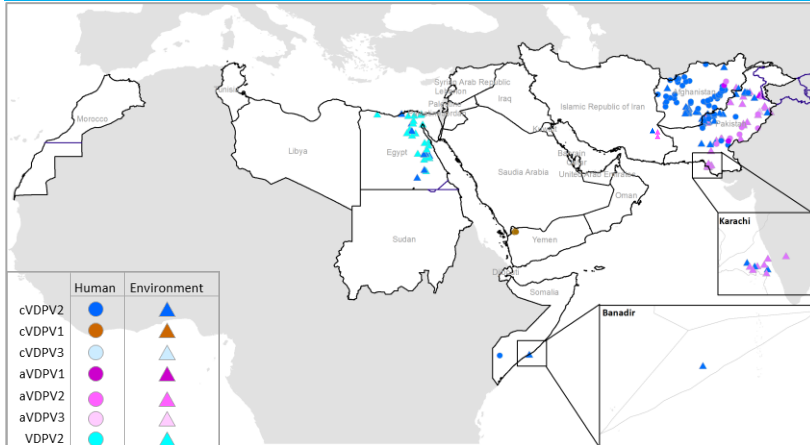 Morocco
Tunisia
Libya
Egypt
Sudan
Syrian Arab Republic
Lebanon
Iraq
Islamic Republic of Iran
Afghanistan
Pakistan
Kuwait
Bahrain
Qatar
United Arab Emirates
Saudi Arabia
Oman
Yemen
Djibouti
Somalia
Karachi
Banadir
Human Environment
cVDPV2
cVDPV1
cVDPV3
aVDPV1
aVDPV2
aVDPV3
VDPV2